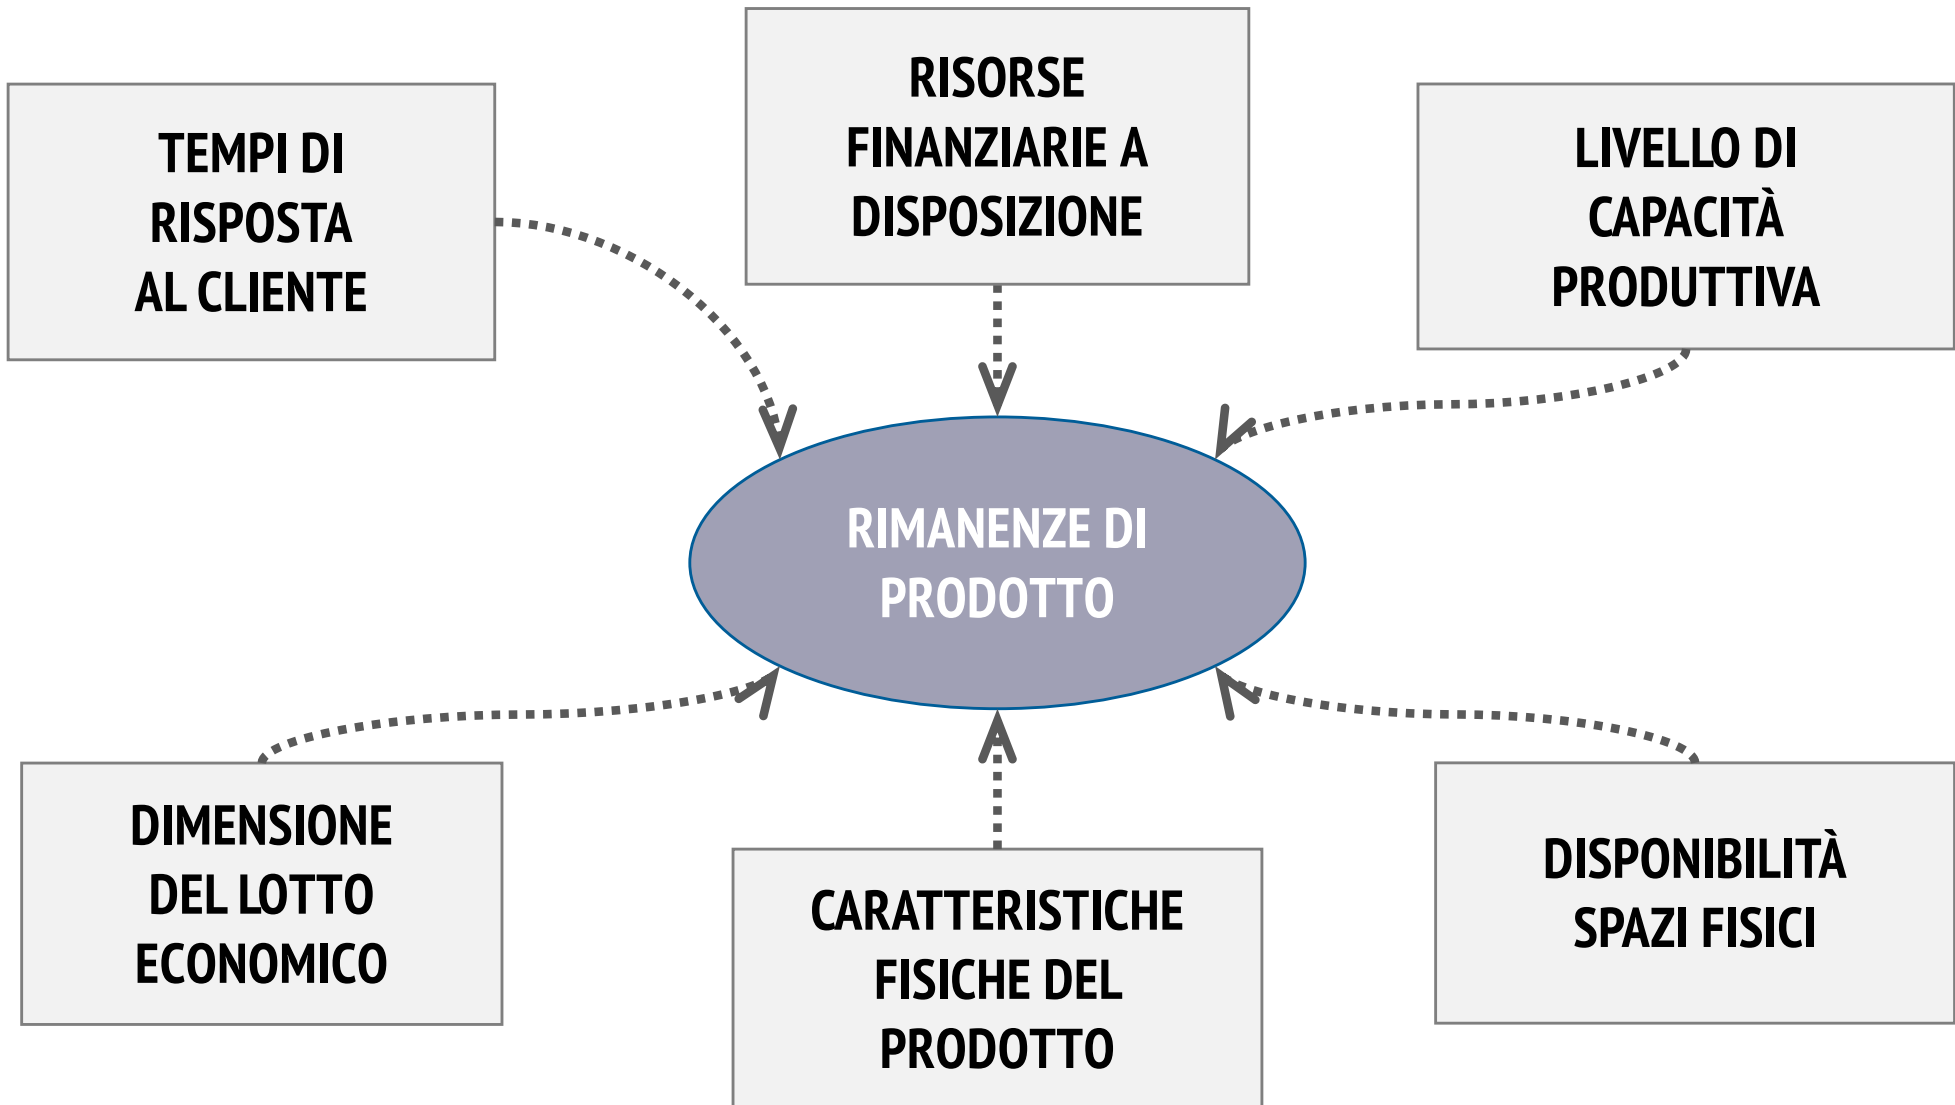 TEMPI DI
RISPOSTA
AL CLIENTE
RISORSE
FINANZIARIE A
DISPOSIZIONE
LIVELLO DI
CAPACITÀ
PRODUTTIVA
RIMANENZE DI
PRODOTTO
DIMENSIONE
DEL LOTTO
ECONOMICO
CARATTERISTICHE
FISICHE DEL
PRODOTTO
DISPONIBILITÀ
SPAZI FISICI